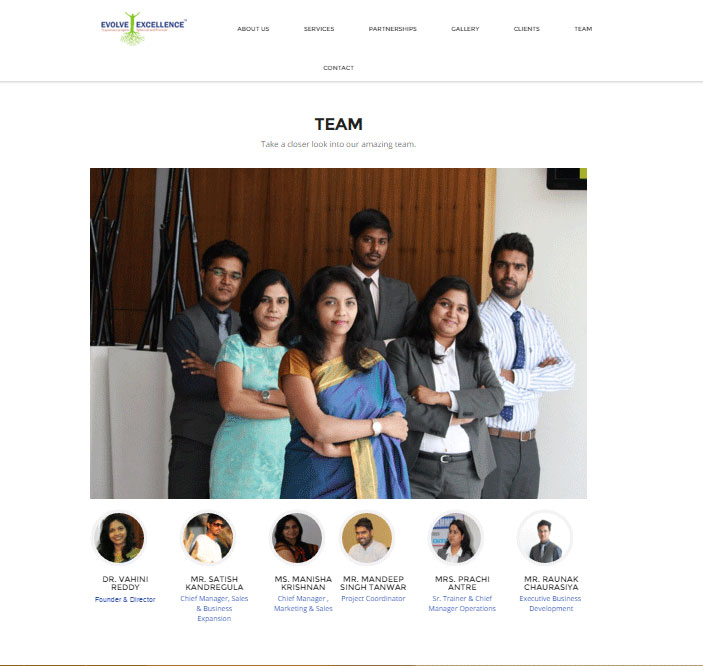 EVOLVE EXCELLENCE
ABOUT US SERVICES PARTNERSHIPS GALLERY CLIENTS TEAM
CONTACT
TEAM
Take a closer look into our amazing team.
DR. VAHINI
REDDY
Founder & Director
MR. SATISH
KANDREGULA
Chief Manager, Sales
& Business
Expansion
MS. MANISHA
KRISHNAN
Chief Manager ,
Marketing & Sales
MR. MANDEEP
SINGH TANWAR
Project Coordinator
MRS. PRACHI
ANTRE
Sr. Trainer & Chief
Manager Operations
MR. RAUNAK
CHAURASIYA
Executive Business
Development